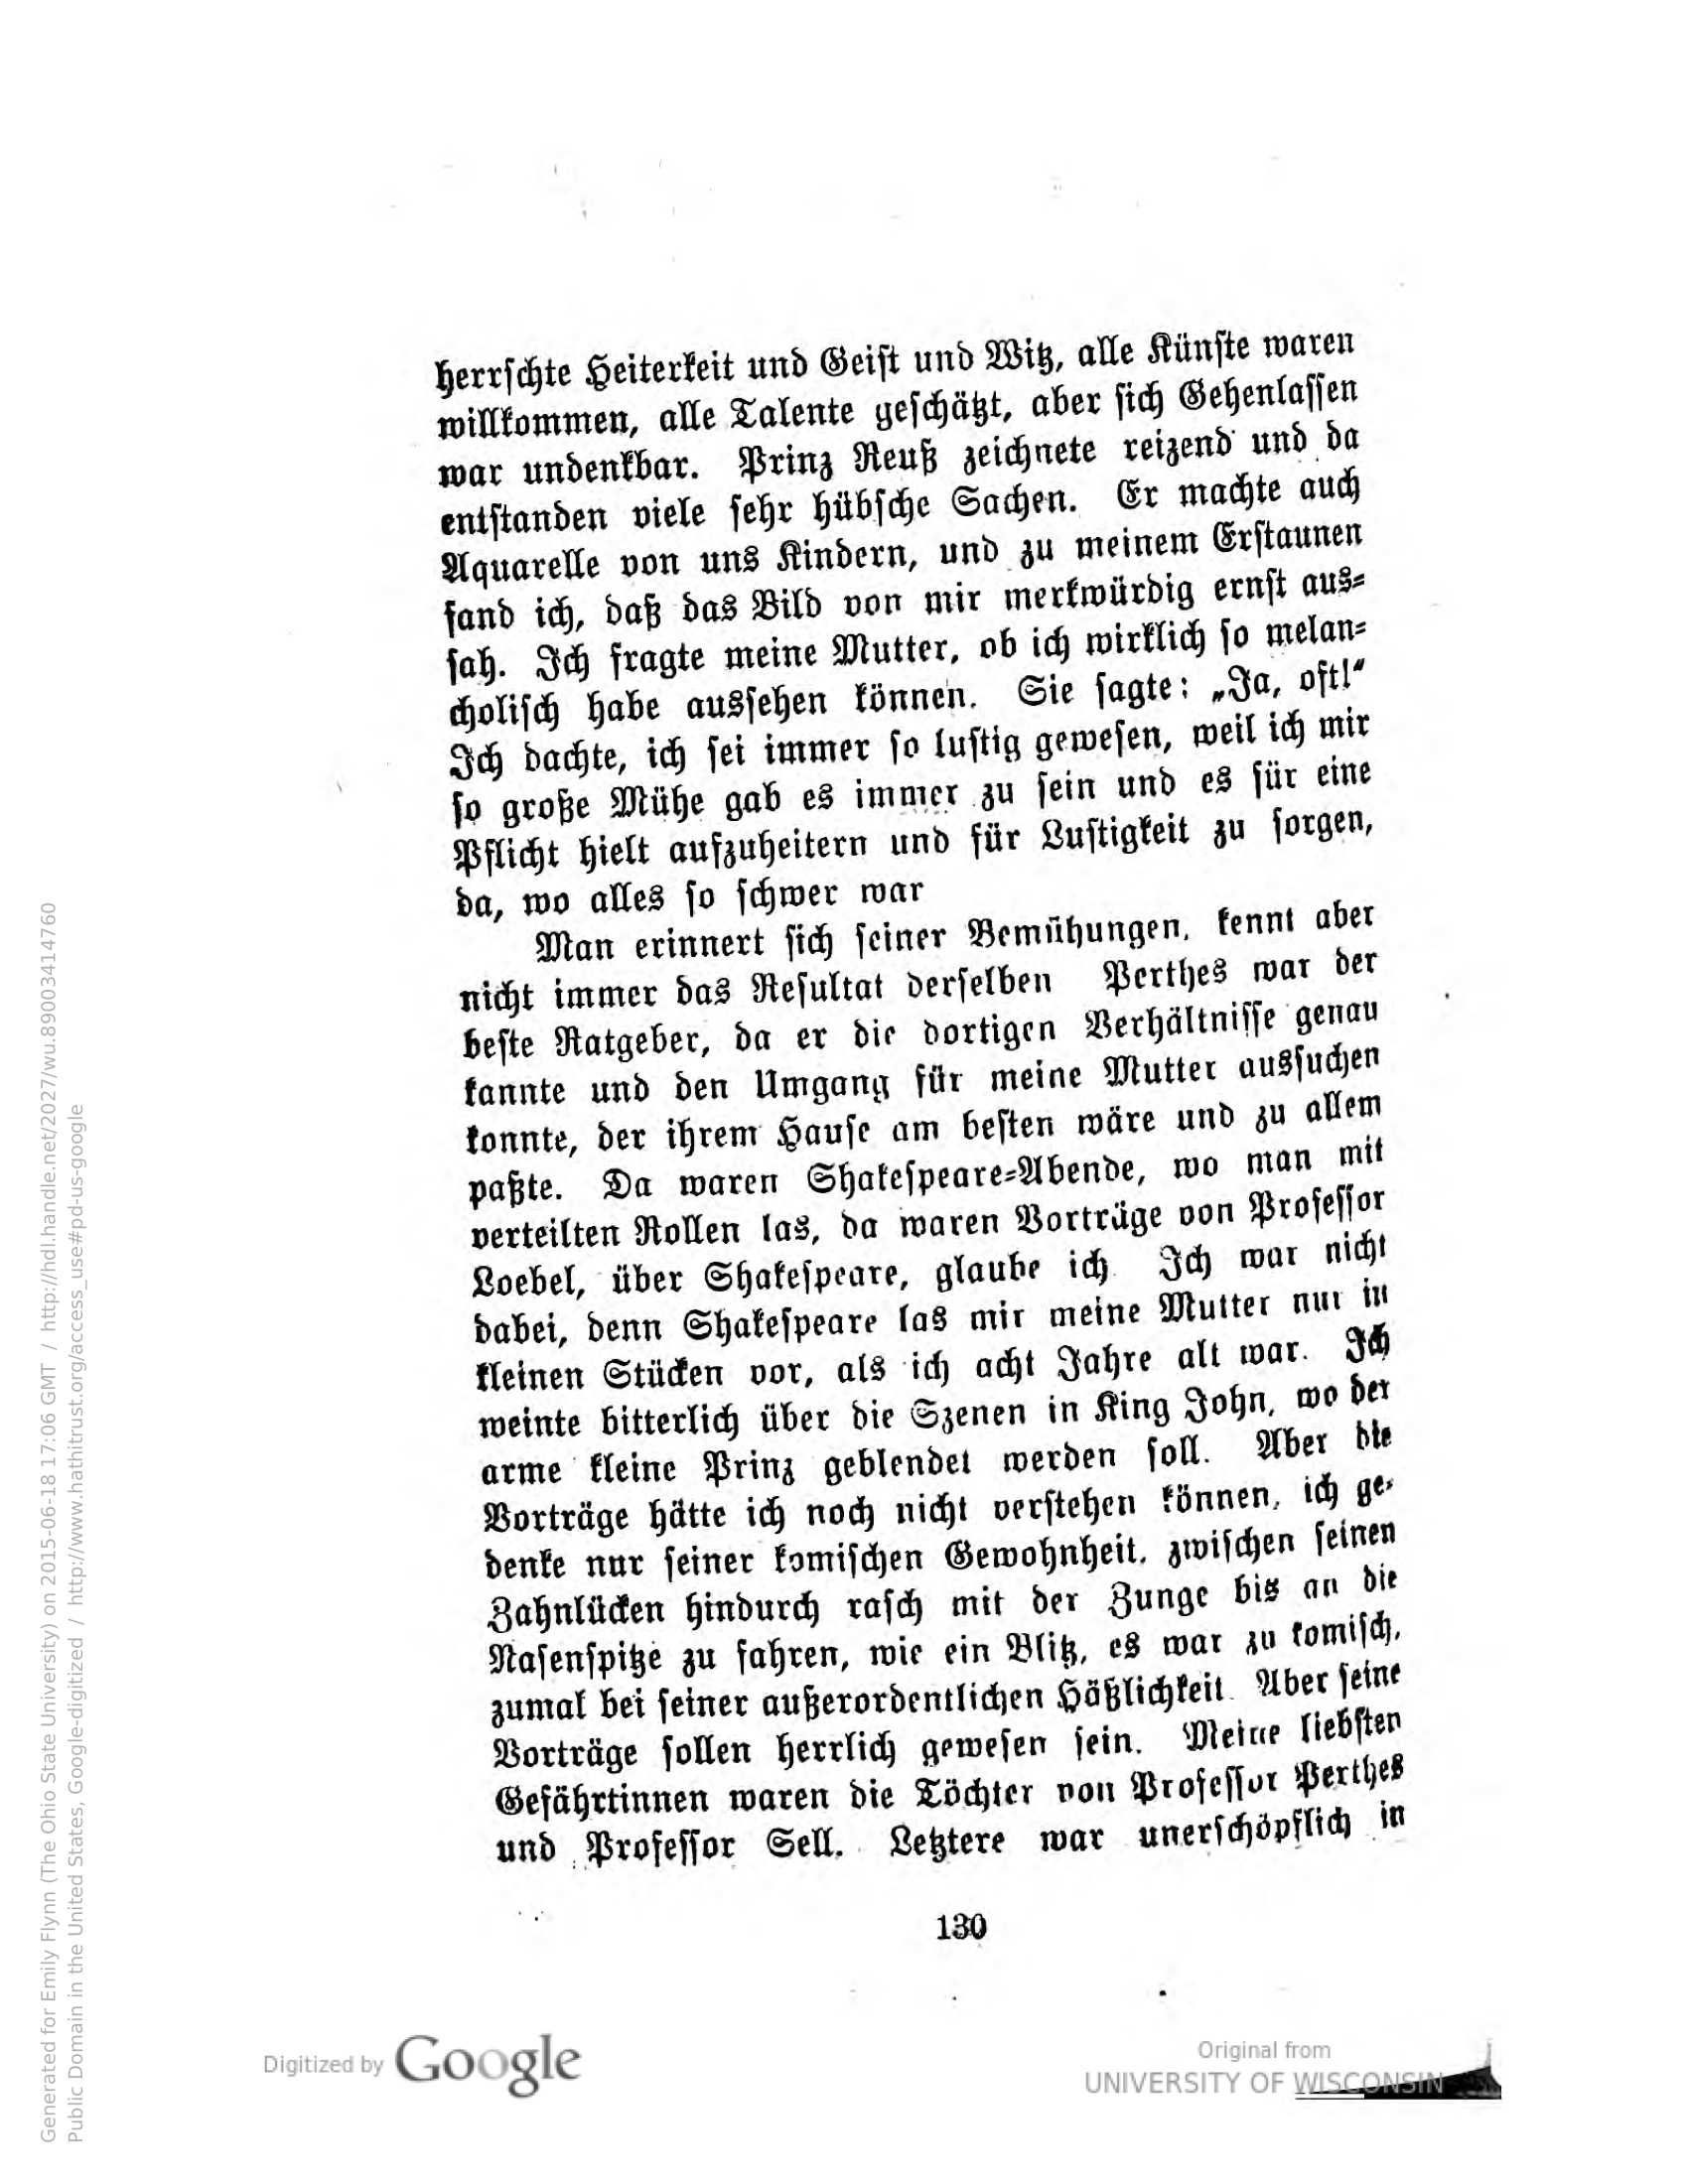 herrschte Heiterkeit und Geist und Witz, alle Künste waren
willkommen, alle Talente geschätzt, aber sich Gehenlassen
war undenkbar. Prinz Reuß zeichnete reizend und da
entstanden viele sehr hübsche Sachen. Er machte auch
Aquarelle von uns Kindern, und zu meinem Erstaunen
fand ich, daß das Bild von mir merkwürdig ernst aus-
sah. Ich fragte meine Mutter, ob ich wirklich so melan-
cholisch habe aussehen können. Sie sagte: „Ja, oft!“
Ich dachte, ich sei immer so lustig gewesen, weil ich mir
so große Mühe gab es immer zu sein und es für eine
Pflicht hielt aufzuheitern und für Lustigkeit zu sorgen,
da, wo alles so schwer war
Man erinnert sich seiner Bemühungen, kennt aber
nicht immer das Resultat derselben Perthes war der
beste Ratgeber, da er die dortigen Verhältnisse genau
kannte und den Umgang für meine Mutter aussuchen
konnte, der ihrem Hause am besten wäre und zu allem
paßte. Da waren Shakespeare-Abende, wo man mit
verteilten Rollen las, da waren Vorträge von Professor
Loebel, über Shakespeare, glaube ich Ich war nicht
dabei, denn Shakespeare las mir meine Mutter nur in
kleinen Stücken vor, als ich acht Jahre alt war. Ich
weinte bitterlich über die Szenen in King John, wo der
arme kleine Prinz geblendet werden soll. Aber die
Vorträge hätte ich noch nicht verstehen können, ich ge-
denke nur seiner komischen Gewohnheit, zwischen seinen
Zahnlücken hindurch rasch mit der Zunge bis an die
Nasenspitze zu fahren, wie ein Blitz, es war zu komisch,
zumal bei seiner außerordentlichen Häßlichkeit. Aber seine
Vorträge sollen herrlich gewesen sein. Meine liebsten
Gefährtinnen waren die Töchter von Professor Perthes
und Professor Sell. Letztere war unerschöpflich in
130
Digitized by Google
Original from
UNIVERSITY OF WISCONSIN
Generated for Emily Flynn (The Ohio State University) on 2015-06-18 17:06 GMT / http://hdl.handle.net/2027/wu.89003414760
Public Domain in the United States, Google-digitized / http://www.hathitrust.org/access_use#pd-us-google